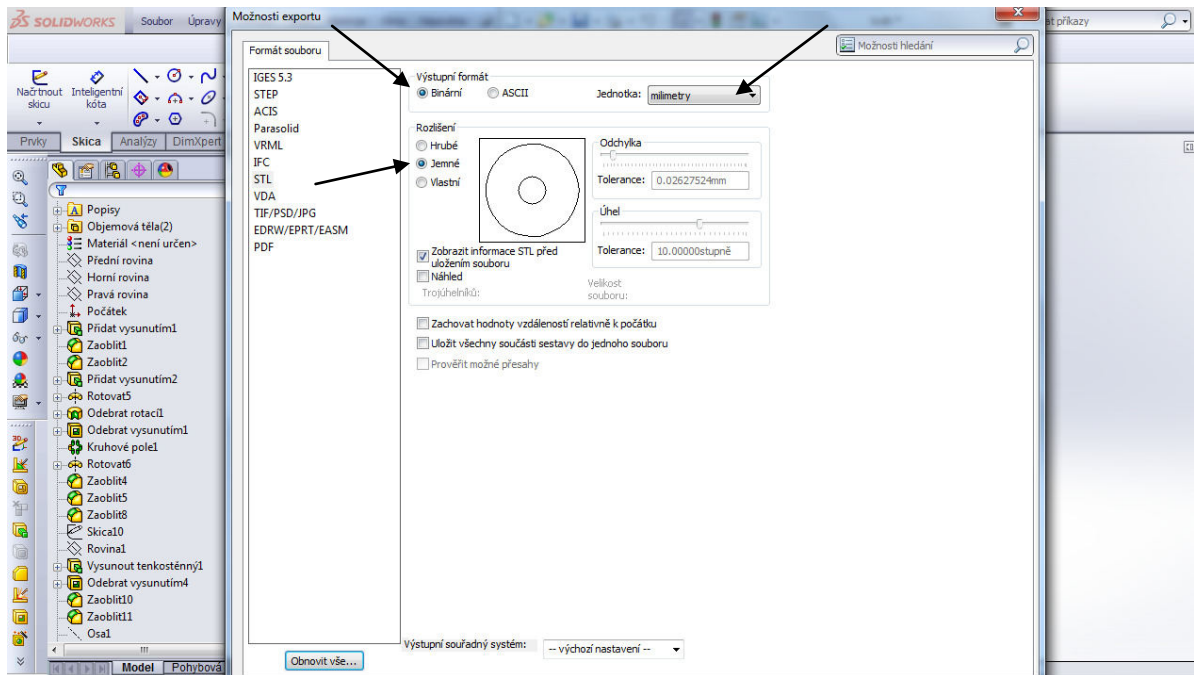 SOLIDWORKS
Soubor
Úpravy
Možnosti exportu
at příkazy
Načrtnout skicu
Inteligentní kóta
Prvky
Skica
Analýzy
DimXpert
Popisy
Objemová těla(2)
Materiál <není určen>
Přední rovina
Horní rovina
Pravá rovina
Počátek
Přidat vysunutím1
Zaoblit1
Zaoblit2
Přidat vysunutím2
Rotovat5
Odebrat rotací1
Odebrat vysunutím1
Kruhové pole1
Rotovat6
Zaoblit4
Zaoblit5
Zaoblit8
Skica10
Rovina1
Vysunout tenkostěnný1
Odebrat vysunutím4
Zaoblit10
Zaoblit11
Osa1
Model
Pohybová
Formát souboru
Možnosti hledání
IGES 5.3
STEP
ACIS
Parasolid
VRML
IFC
STL
VDA
TIF/PSD/JPG
EDRW/EPRT/EASM
PDF
Obnovit vše...
Výstupní formát
Binární
ASCII
Jednotka:
milimetry
Rozlišení
Hrubé
Jemné
Vlastní
Odchylka
Tolerance:
0.02627524mm
Úhel
Tolerance:
10.00000stupně
Zobrazit informace STL před
uložením souboru
Náhled
Trojúhelníků:
Velikost
souboru:
Zachovat hodnoty vzdáleností relativně k počátku
Uložit všechny součásti sestavy do jednoho souboru
Prověřit možné přesahy
Výstupní souřadný systém:
-- výchozí nastavení --